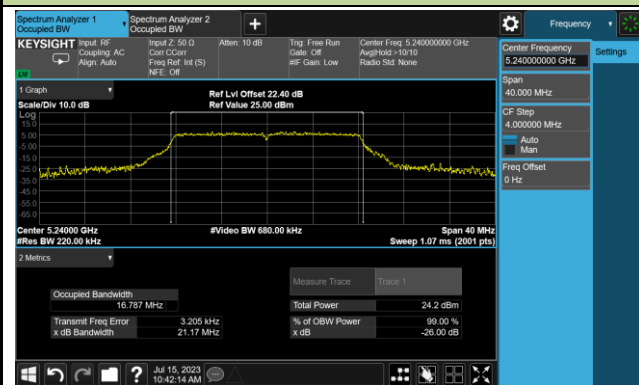 Spectrum Analyzer 1
Occupied BW
Spectrum Analyzer 2
Occupied BW
+
Frequency
KEYSIGHT
Input: RF
Coupling: AC
Align: Auto
Input Z: 50 Ω
Corr CCorr
Freq Ref: Int (S)
NFE: Off
Atten: 10 dB
Trig: Free Run
Gate: Off
#IF Gain: Low
Center Freq: 5.240000000 GHz
Avg|Hold:>10/10
Radio Std: None
Center Frequency
5.240000000 GHz
Settings
Span
40.000 MHz
CF Step
4.000000 MHz
Auto
Man
Freq Offset
0 Hz
1 Graph
Scale/Div 10.0 dB
Ref Lvl Offset 22.40 dB
Ref Value 25.00 dBm
Log
15.0
5.00
-5.00
-15.0
-25.0
-35.0
-45.0
-55.0
-65.0
Center 5.24000 GHz
#Res BW 220.00 kHz
#Video BW 680.00 kHz
Span 40 MHz
Sweep 1.07 ms (2001 pts)
2 Metrics
Measure Trace
Trace 1
Occupied Bandwidth
16.787 MHz
Total Power
24.2 dBm
Transmit Freq Error
3.205 kHz
% of OBW Power
99.00 %
x dB Bandwidth
21.17 MHz
x dB
-26.00 dB
?
Jul 15, 2023
10:42:14 AM